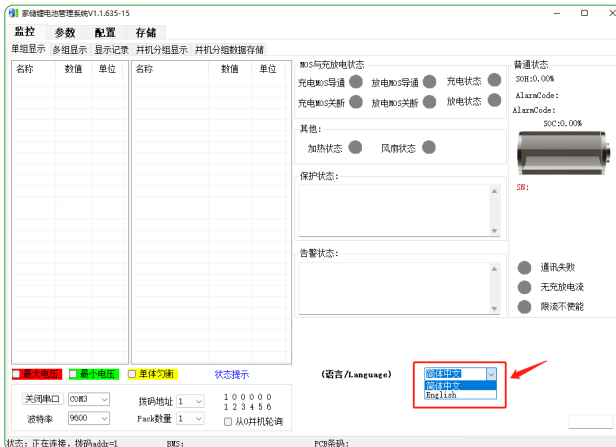 家储锂电池管理系统V1.1.635-15
监控 参数 配置 存储
单组显示 多组显示 显示记录 并机分组显示 并机分组数据存储
名称 数值 单位 名称 数值 单位
MOS与充放电状态
充电MOS导通 放电MOS导通 充电状态
充电MOS关断 放电MOS关断 放电状态
其他:
加热状态 风扇状态
保护状态:
告警状态:
普通状态
SOH:0.00%
AlarmCode:
AlarmCode:
SOC:0.00%
SN:
通讯失败
无充放电流
限流不使能
最大电压 最小电压 单体匀衡 状态提示
(语言/Language) 简体中文
简体中文
English
关闭串口 COM3 拨码地址 1 1 0 0 0 0 0
1 2 3 4 5 6
波特率 9600 Pack数量 1 从0并机轮询
状态: 正在连接, 拨码addr=1 BMS: PCB条码: